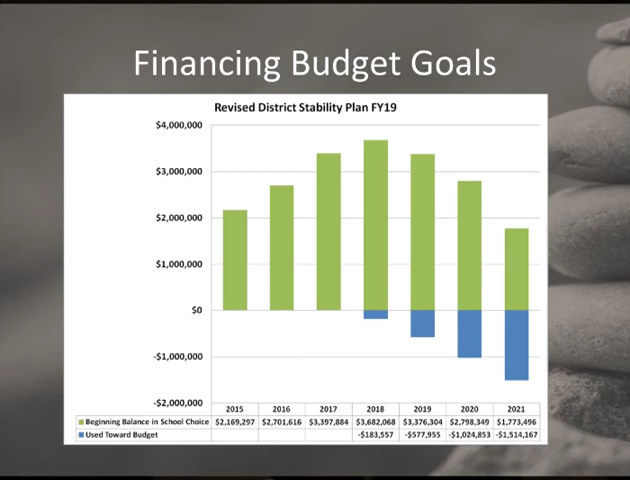 Financing Budget Goals
Revised District Stability Plan FY19
$4,000,000
$3,000,000
$2,000,000
$1,000,000
$0
-$1,000,000
-$2,000,000
2015 2016 2017 2018 2019 2020 2021
Beginning Balance in School Choice $2,169,297 $2,701,616 $3,397,884 $3,682,068 $3,376,304 $2,798,349 $1,773,496
Used Toward Budget -$183,557 -$577,955 -$1,024,853 -$1,514,167